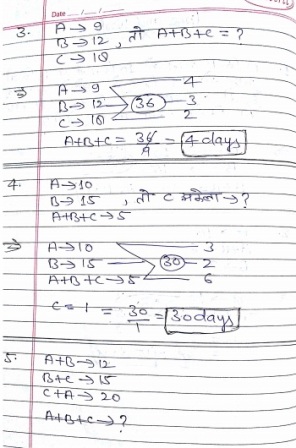 Date ___/___/___
3. A→9
B→12, तो A+B+C=?
C→18
⇒ A→9 4
B→12 36 3
C→18 2
A+B+C = 36/9 = 4 days
4. A→10
B→15, तो C अकेला→?
A+B+C→5
⇒ A→10 3
B→15 30 2
A+B+C→5 6
C = 1 = 30/1 = 30 days
5. A+B→12
B+C→15
C+A→20
A+B+C→?